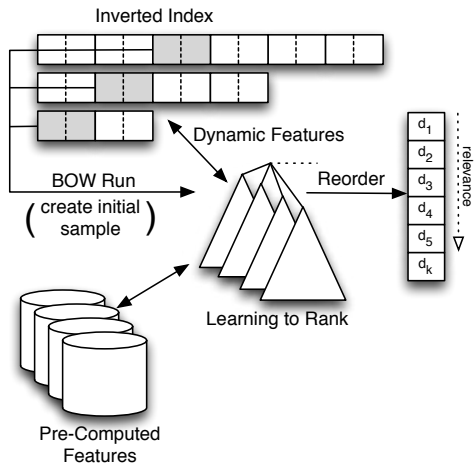 Inverted Index
Dynamic Features
BOW Run
(create initial
sample)
Reorder
d1
d2
d3
d4
d5
dk
relevance
Learning to Rank
Pre-Computed
Features